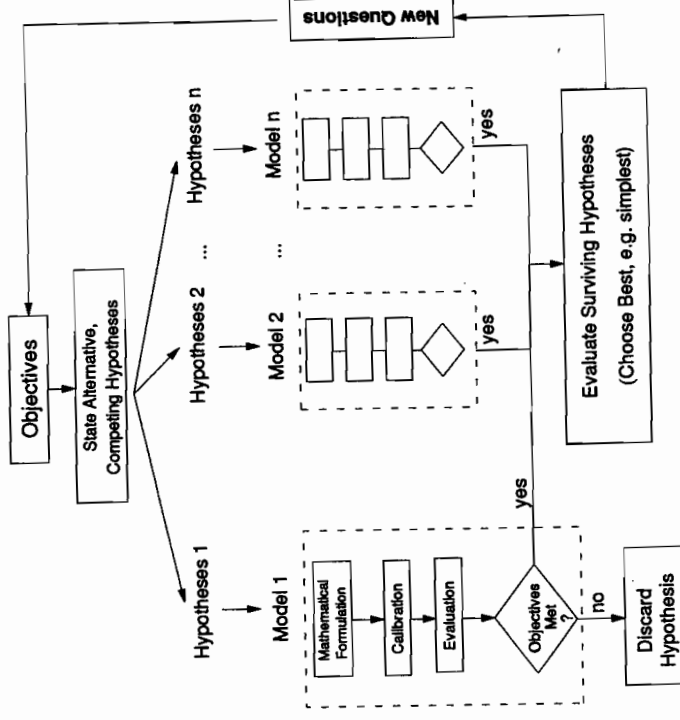 New Questions
Objectives
State Alternative,
Competing Hypotheses
Hypotheses 1
Hypotheses 2
...
Hypotheses n
Model 1
Model 2
...
Model n
Mathematical
Formulation
Calibration
Evaluation
Objectives
Met
?
yes
yes
yes
no
Discard
Hypothesis
Evaluate Surviving Hypotheses
(Choose Best, e.g. simplest)